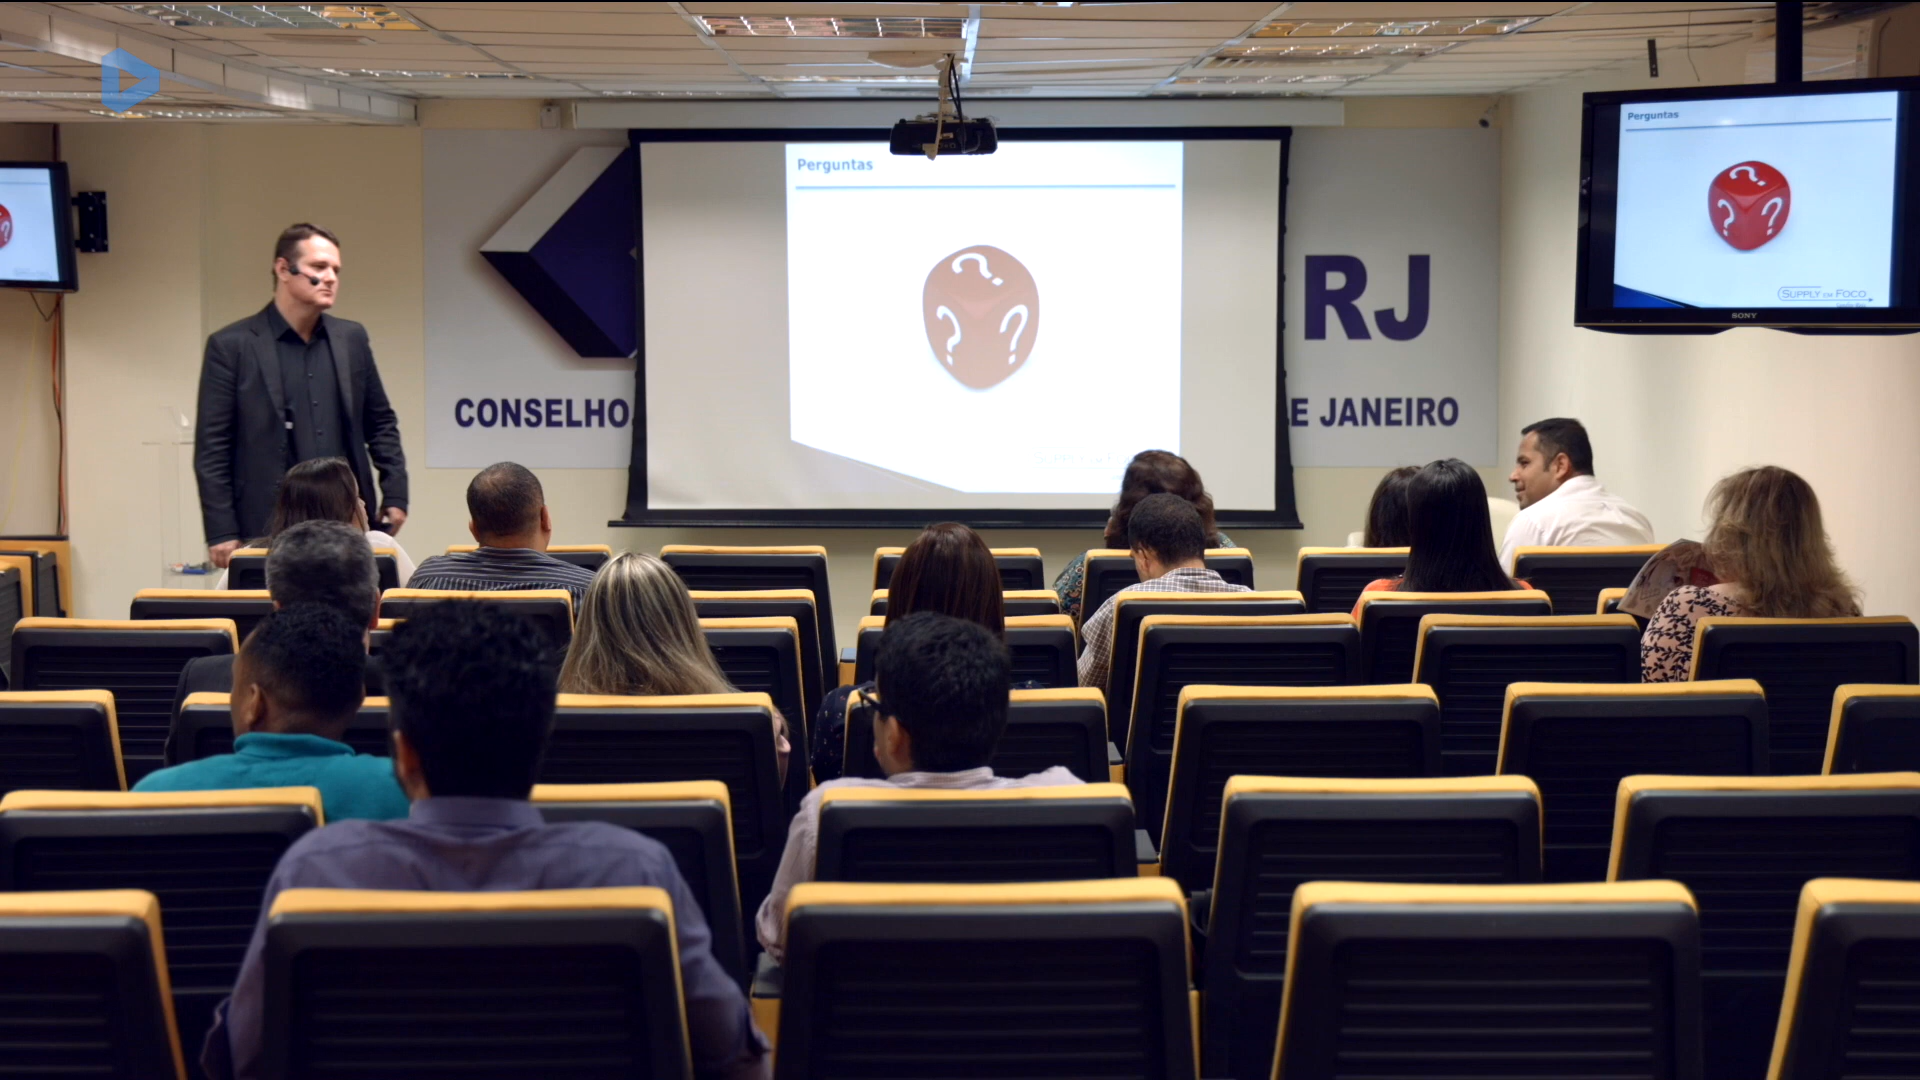 Perguntas
? ? ?
RJ
CONSELHO
E JANEIRO
Perguntas
? ? ?
SUPPLY EM FOCO
SONY